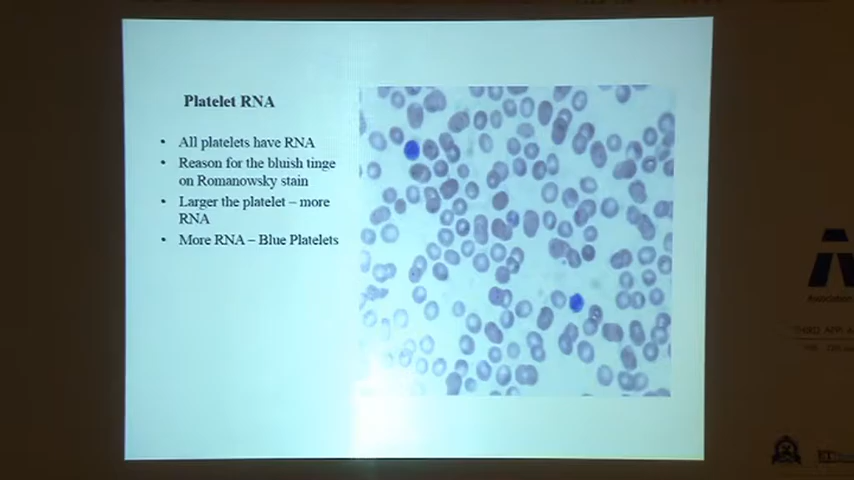 Platelet RNA
• All platelets have RNA
• Reason for the bluish tinge
on Romanowsky stain
• Larger the platelet – more
RNA
• More RNA – Blue Platelets
Association